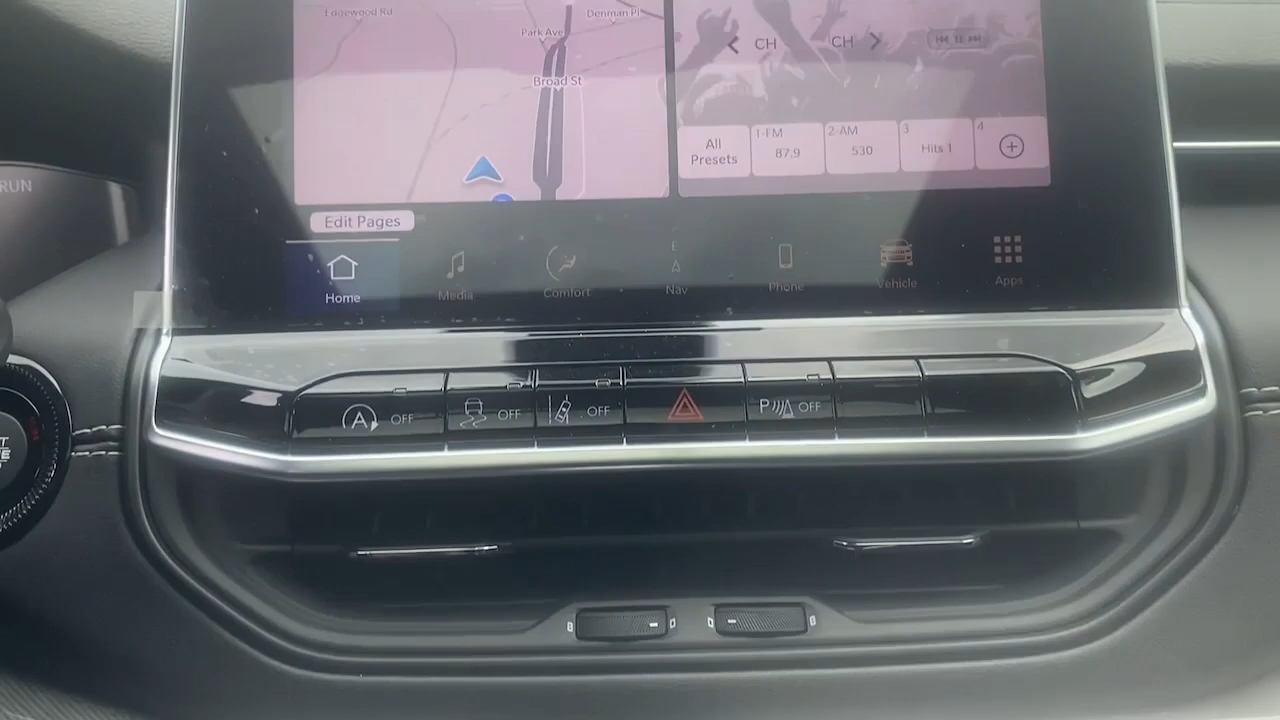 Edgewood Rd
Denman Pl
Park Ave
CH
CH
Broad St
All Presets
1-FM
87.9
2-AM
530
3
Hits 1
4
RUN
Edit Pages
Home
Media
Comfort
E
A
Nav
Phone
Vehicle
Apps
A OFF
OFF
OFF
P OFF